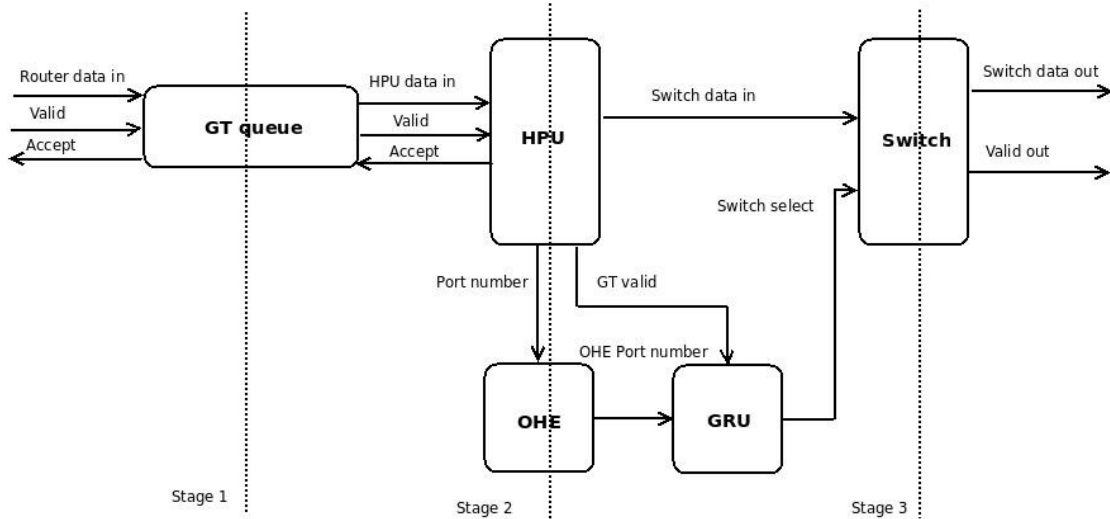 Router data in
Valid
Accept
GT queue
HPU data in
Valid
Accept
HPU
Switch data in
Switch
Switch data out
Valid out
Switch select
Port number
GT valid
OHE Port number
OHE
GRU
Stage 1
Stage 2
Stage 3